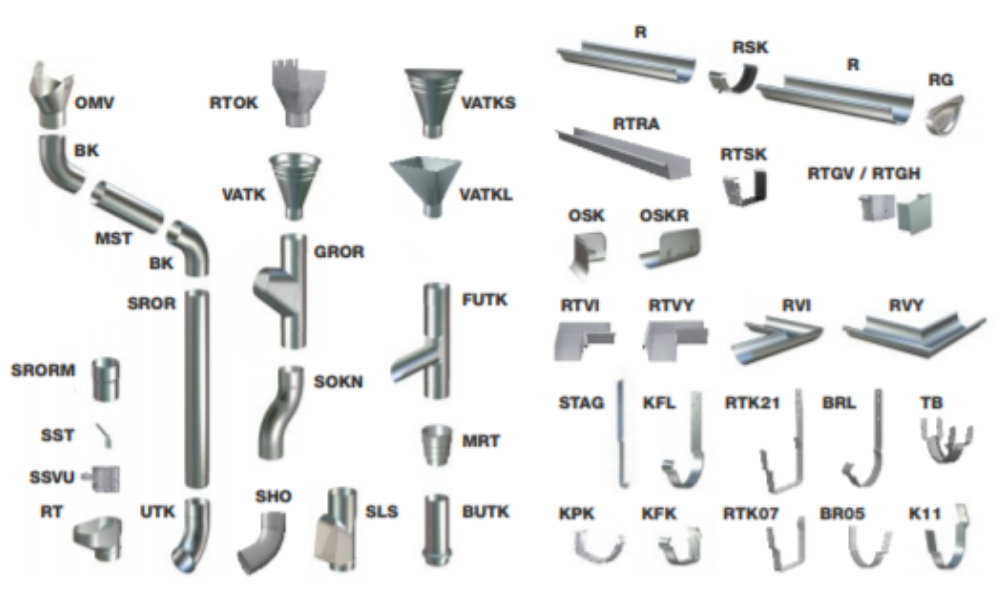 OMV
BK
MST
BK
SROR
SRORM
SST
SSVU
RT
UTK
RTOK
VATK
GROR
SOKN
SHO
SLS
VATKS
VATKL
FUTK
MRT
BUTK
R
RSK
R
RG
RTRA
RTSK
RTGV / RTGH
OSK
OSKR
RTVI
RTVY
RVI
RVY
STAG
KFL
RTK21
BRL
TB
KPK
KFK
RTK07
BR05
K11